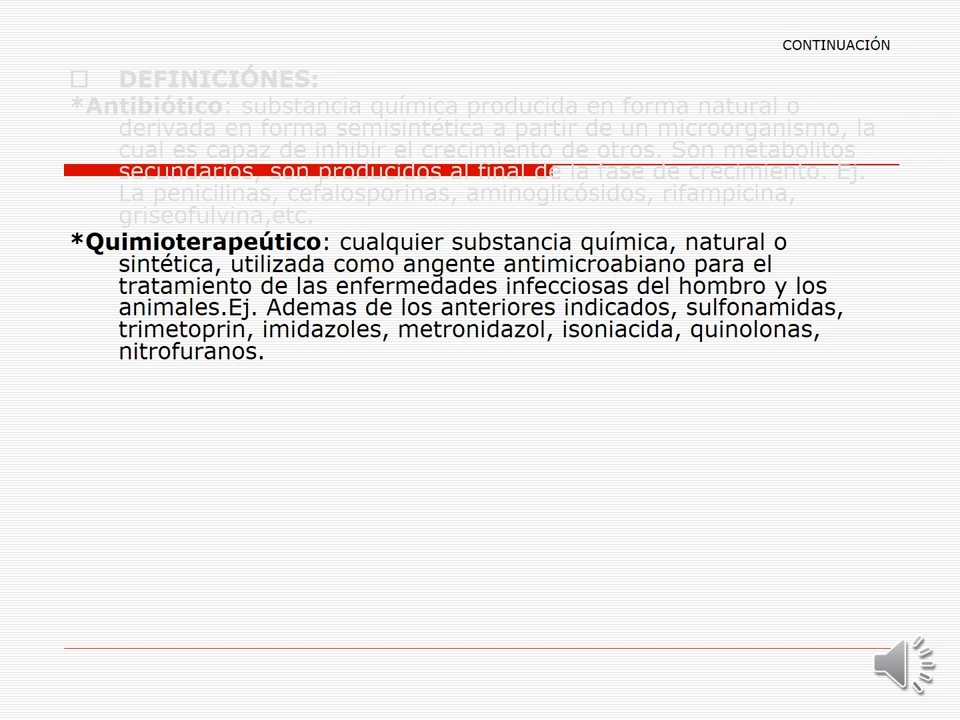 CONTINUACIÓN
DEFINICIÓNES:
*Antibiótico: substancia química producida en forma natural o
derivada en forma semisintética a partir de un microorganismo, la
cual es capaz de inhibir el crecimiento de otros. Son metabolitos
secundarios, son producidos al final de la fase de crecimiento. Ej.
La penicilinas, cefalosporinas, aminoglicósidos, rifampicina,
griseofulvina,etc.
*Quimioterapeútico: cualquier substancia química, natural o
sintética, utilizada como angente antimicroabiano para el
tratamiento de las enfermedades infecciosas del hombro y los
animales.Ej. Ademas de los anteriores indicados, sulfonamidas,
trimetoprin, imidazoles, metronidazol, isoniacida, quinolonas,
nitrofuranos.